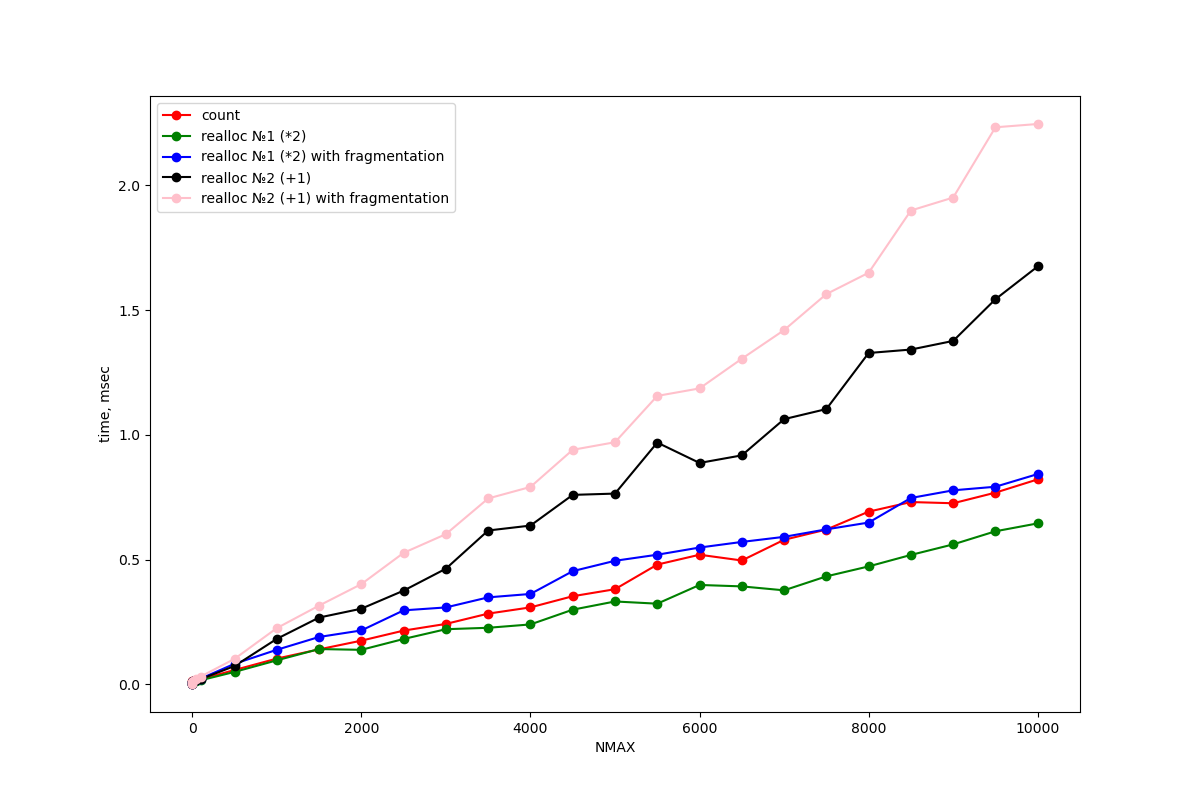 count
realloc №1 (*2)
realloc №1 (*2) with fragmentation
realloc №2 (+1)
realloc №2 (+1) with fragmentation
2.0
1.5
1.0
0.5
0.0
time, msec
0 2000 4000 6000 8000 10000
NMAX